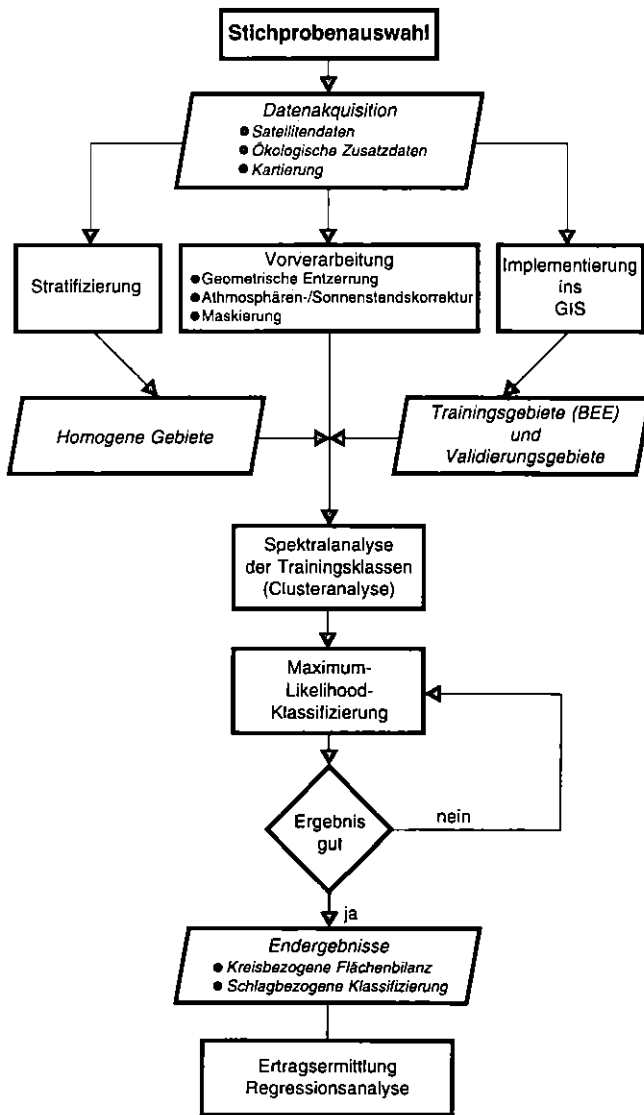 Stichprobenauswahl
Datenakquisition
● Satellitendaten
● Ökologische Zusatzdaten
● Kartierung
Stratifizierung
Vorverarbeitung
● Geometrische Entzerrung
● Athmosphären-/Sonnenstandskorrektur
● Maskierung
Implementierung
ins
GIS
Homogene Gebiete
Trainingsgebiete (BEE)
und
Validierungsgebiete
Spektralanalyse
der Trainingsklassen
(Clusteranalyse)
Maximum-
Likelihood-
Klassifizierung
Ergebnis
gut
nein
ja
Endergebnisse
● Kreisbezogene Flächenbilanz
● Schlagbezogene Klassifizierung
Ertragsermittlung
Regressionsanalyse